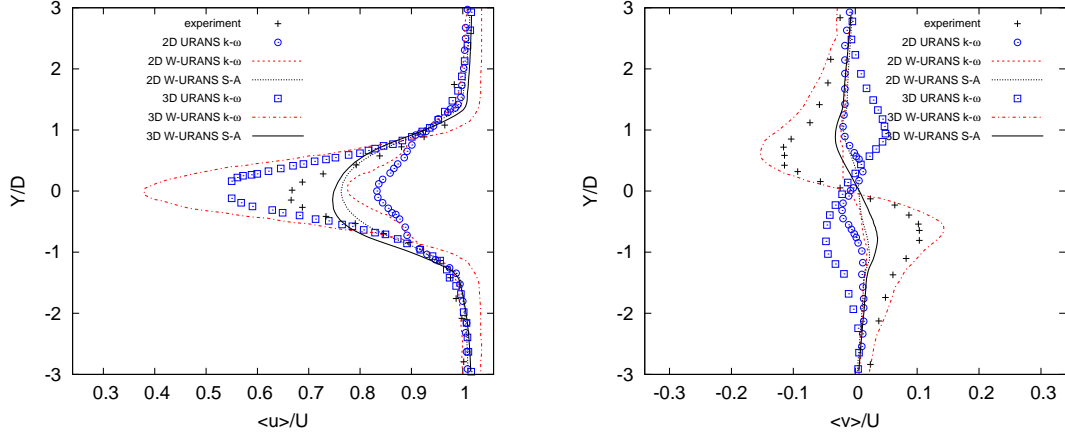 experiment
2D URANS k-ω
2D W-URANS k-ω
2D W-URANS S-A
3D URANS k-ω
3D W-URANS k-ω
3D W-URANS S-A
3
2
1
0
-1
-2
-3
Y/D
0.3 0.4 0.5 0.6 0.7 0.8 0.9 1
<u>/U
experiment
2D URANS k-ω
2D W-URANS k-ω
2D W-URANS S-A
3D URANS k-ω
3D W-URANS k-ω
3D W-URANS S-A
3
2
1
0
-1
-2
-3
Y/D
-0.3 -0.2 -0.1 0 0.1 0.2 0.3
<v>/U